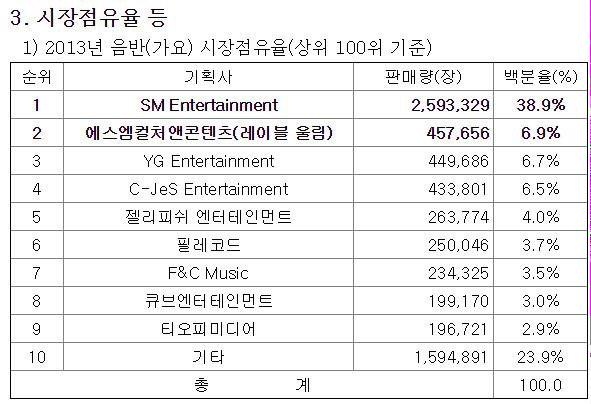 3. 시장점유율 등
1) 2013년 음반(가요) 시장점유율(상위 100위 기준)
순위 기획사 판매량(장) 백분율(%)
1 SM Entertainment 2,593,329 38.9%
2 에스엠컬처앤콘텐츠(레이블 울림) 457,656 6.9%
3 YG Entertainment 449,686 6.7%
4 C-JeS Entertainment 433,801 6.5%
5 젤리피쉬 엔터테인먼트 263,774 4.0%
6 필레코드 250,046 3.7%
7 F&C Music 234,325 3.5%
8 큐브엔터테인먼트 199,170 3.0%
9 티오피미디어 196,721 2.9%
10 기타 1,594,891 23.9%
총 계 100.0